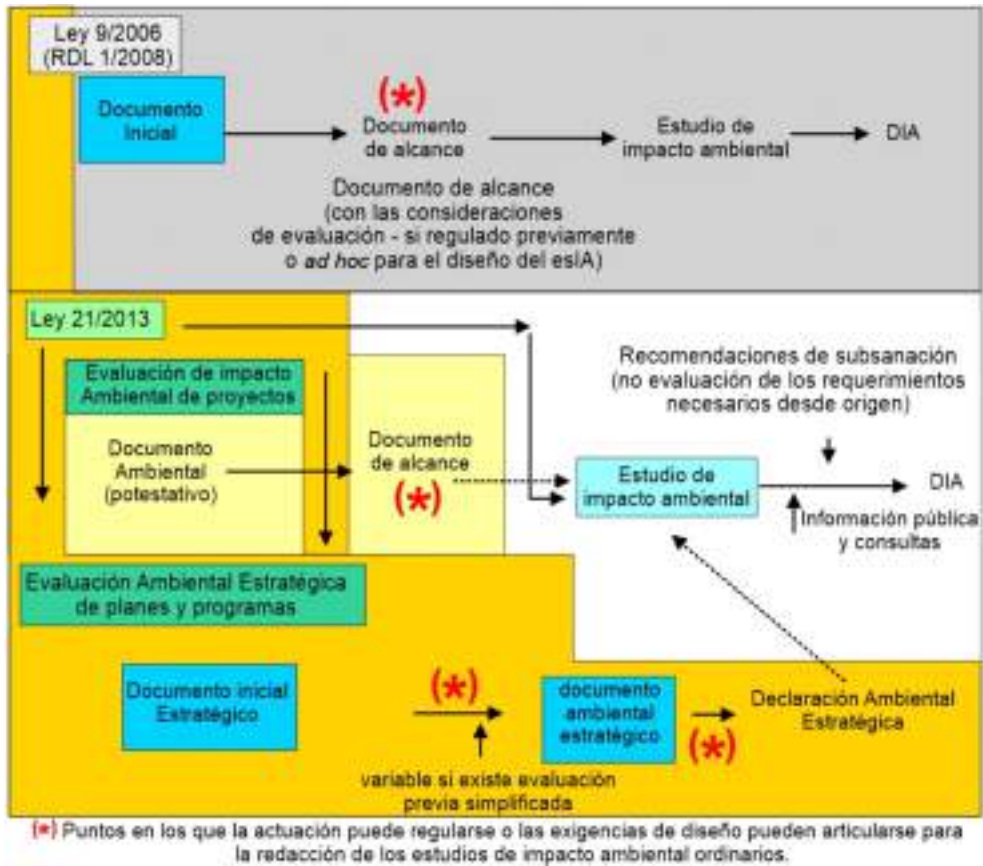 Ley 9/2006
(RDL 1/2008)
Documento
Inicial
(*)
Documento
de alcance
Estudio de
impacto ambiental
DIA
Documento de alcance
(con las consideraciones
de evaluación - si regulado previamente
o ad hoc para el diseño del esIA)
Ley 21/2013
Evaluación de impacto
Ambiental de proyectos
Documento
Ambiental
(potestativo)
Documento
de alcance
(*)
Recomendaciones de subsanación
(no evaluación de los requerimientos
necesarios desde origen)
Estudio de
impacto ambiental
DIA
Información pública
y consultas
Evaluación Ambiental Estratégica
de planes y programas
Documento inicial
Estratégico
(*)
documento
ambiental
estratégico
(*)
Declaración Ambiental
Estratégica
variable si existe evaluación
previa simplificada
(*) Puntos en los que la actuación puede regularse o las exigencias de diseño pueden articularse para
la redacción de los estudios de impacto ambiental ordinarios.